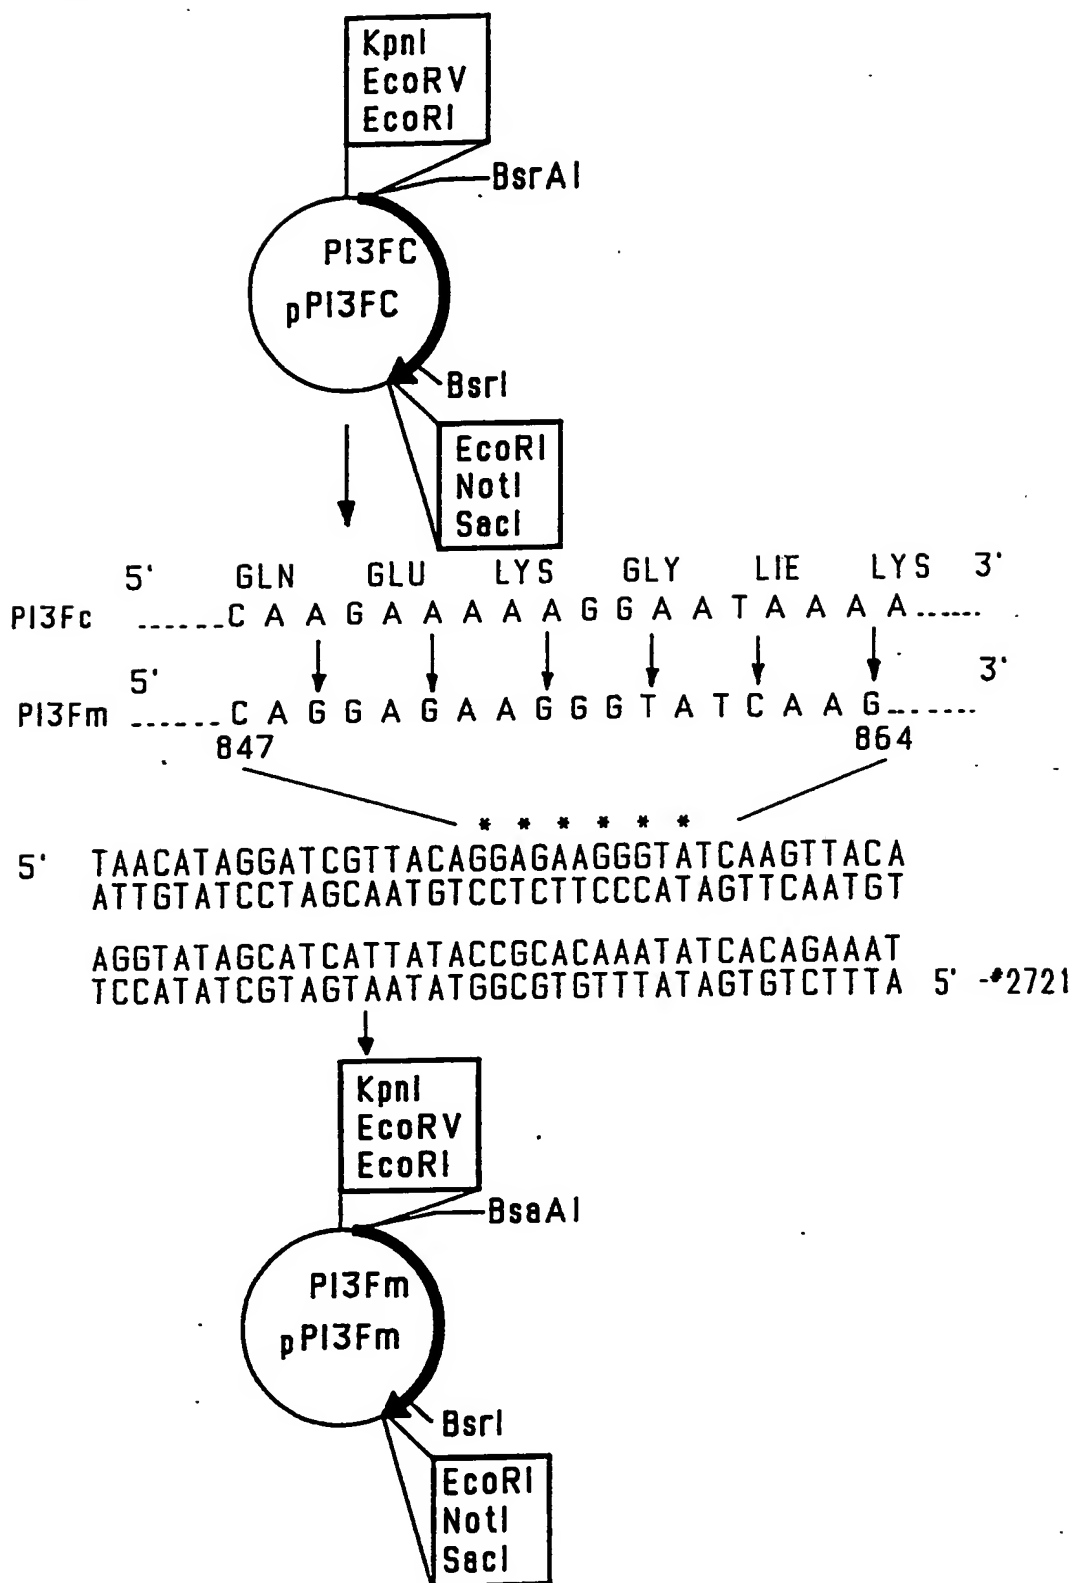 KpnI
EcoRV
EcoRI
BsrAI
PI3FC
pPI3FC
BsrI
EcoRI
NotI
SacI
5' GLN GLU LYS GLY LIE LYS 3'
PI3Fc ......C A A G A A A A A G G A A T A A A A......
5' 3'
PI3Fm ......C A G G A G A A G G G T A T C A A G......
847 864
* * * * * *
5' TAACATAGGATCGTTACAGGAGAAGGGTATCAAGTTACA
ATTGTATCCTAGCAATGTCCTCTTCCCATAGTTCAATGT
AGGTATAGCATCATTATACCGCACAAATATCACAGAAAT
TCCATATCGTAGTAATATGGCGTGTTTATAGTGTCTTTA 5' -#2721
KpnI
EcoRV
EcoRI
BsaAI
PI3Fm
pPI3Fm
BsrI
EcoRI
NotI
SacI